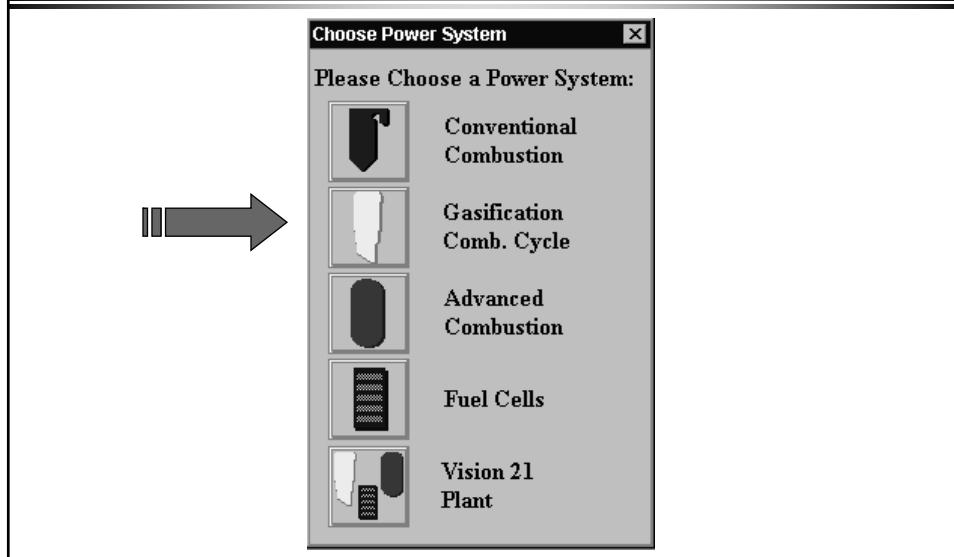 Choose Power System
Please Choose a Power System:
Conventional
Combustion
Gasification
Comb. Cycle
Advanced
Combustion
Fuel Cells
Vision 21
Plant